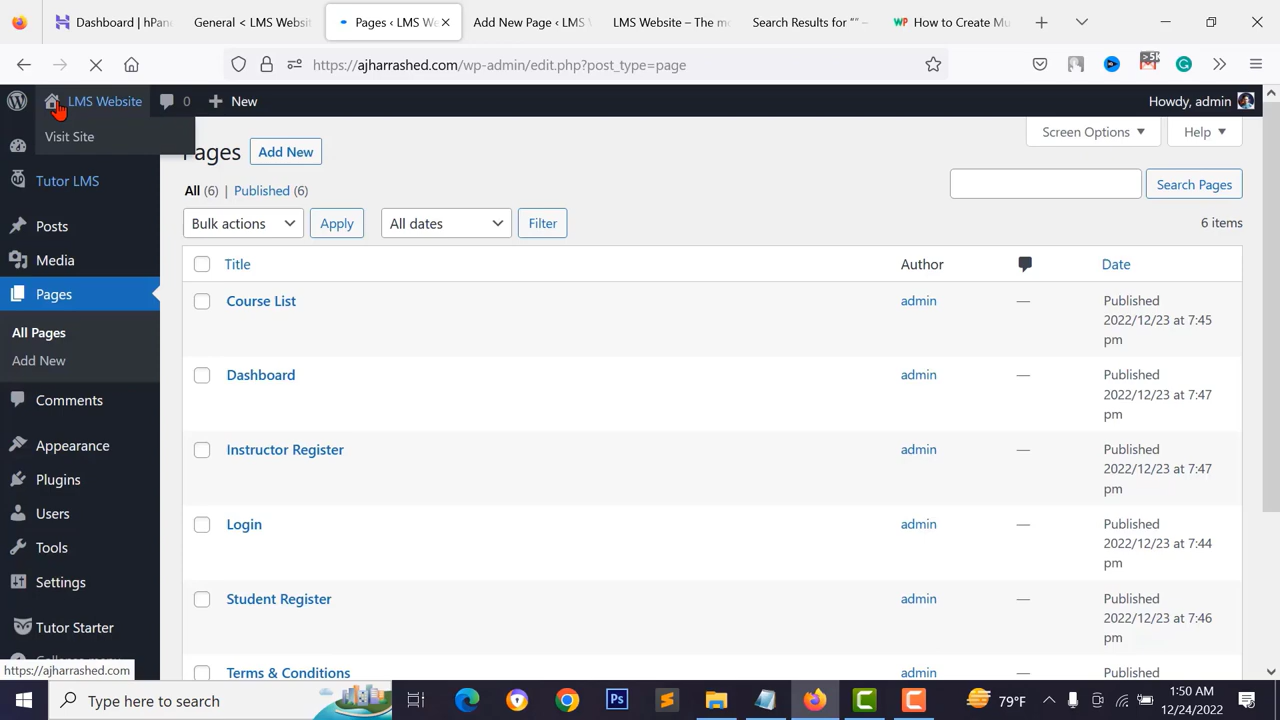 Dashboard | hPan
General < LMS Websit
Pages ‹ LMS We
Add New Page ‹ LMS
LMS Website – The m
Search Results for “” –
WP How to Create Mu
https://ajharrashed.com/wp-admin/edit.php?post_type=page
>5K
LMS Website
0
New
Howdy, admin
Visit Site
Tutor LMS
Posts
Media
Pages
All Pages
Add New
Comments
Appearance
Plugins
Users
Tools
Settings
Tutor Starter
https://ajharrashed.com
Pages
Add New
Screen Options
Help
All (6) | Published (6)
Search Pages
Bulk actions
Apply
All dates
Filter
6 items
Title
Author
Date
Course List
admin
—
Published
2022/12/23 at 7:45
pm
Dashboard
admin
—
Published
2022/12/23 at 7:47
pm
Instructor Register
admin
—
Published
2022/12/23 at 7:47
pm
Login
admin
—
Published
2022/12/23 at 7:44
pm
Student Register
admin
—
Published
2022/12/23 at 7:46
pm
Terms & Conditions
admin
—
Published
Type here to search
Ps
79°F
1:50 AM
12/24/2022